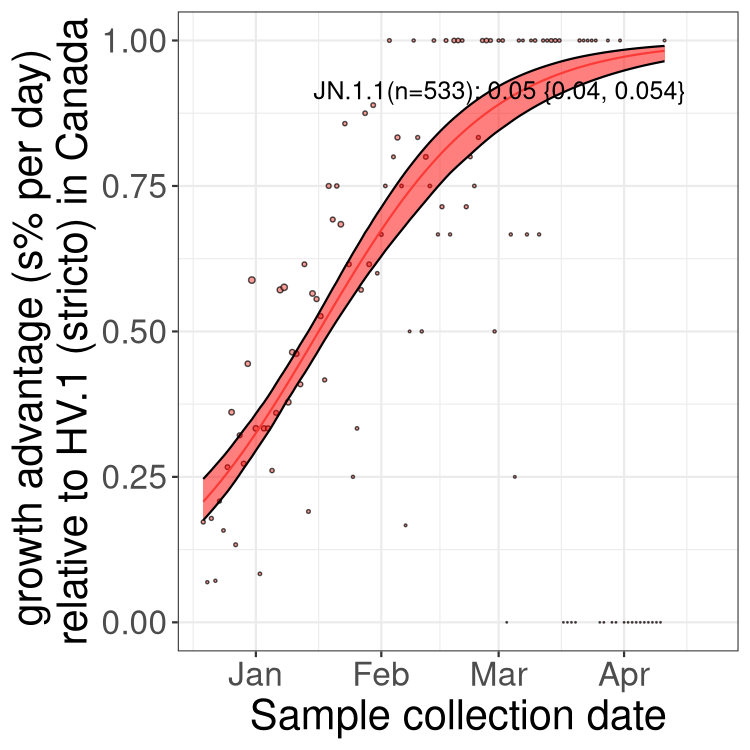 growth advantage (s% per day)
relative to HV.1 (stricto) in Canada
1.00
0.75
0.50
0.25
0.00
JN.1.1(n=533): 0.05 {0.04, 0.054}
Jan Feb Mar Apr
Sample collection date